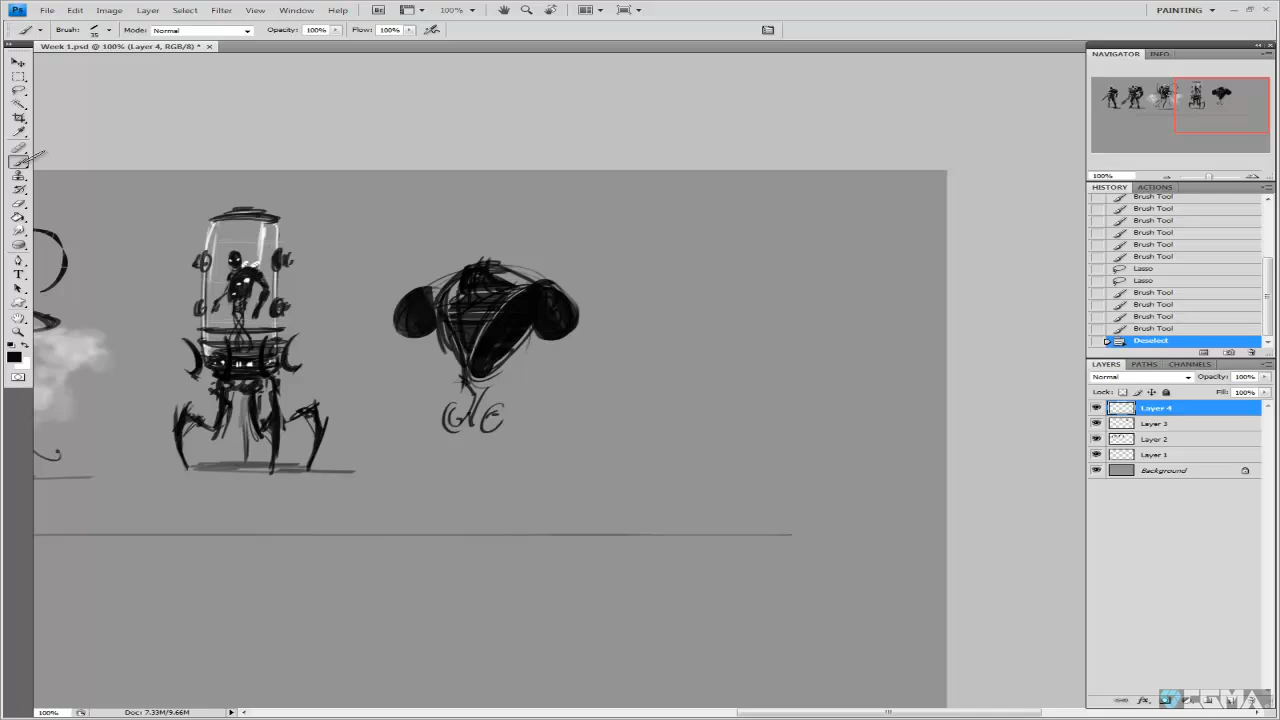 Ps File Edit Image Layer Select Filter View Window Help Br 100% PAINTING
Brush: 35 Mode: Normal Opacity: 100% Flow: 100%
Week 1.psd @ 100% (Layer 4, RGB/8) *
NAVIGATOR INFO
100%
HISTORY ACTIONS
Brush Tool
Brush Tool
Brush Tool
Brush Tool
Brush Tool
Brush Tool
Lasso
Lasso
Brush Tool
Brush Tool
Brush Tool
Brush Tool
Deselect
LAYERS PATHS CHANNELS
Normal Opacity: 100%
Lock: Fill: 100%
Layer 4
Layer 3
Layer 2
Layer 1
Background
100% Doc: 7.33M/9.66M